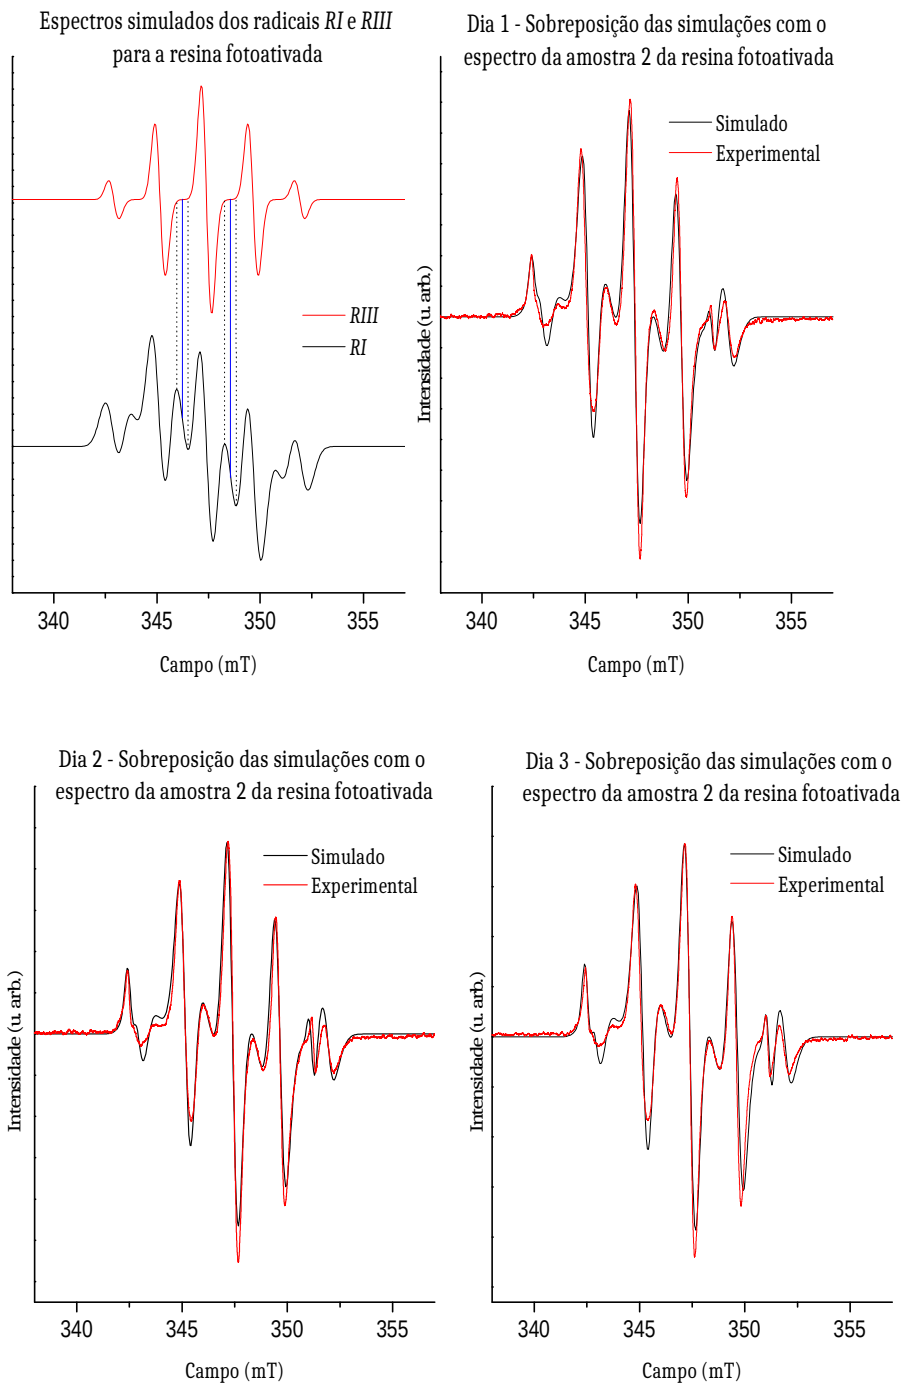 Espectros simulados dos radicais RI e RIII
para a resina fotoativada
RIII
RI
340 345 350 355
Campo (mT)
Dia 1 - Sobreposição das simulações com o
espectro da amostra 2 da resina fotoativada
Simulado
Experimental
Intensidade (u. arb.)
340 345 350 355
Campo (mT)
Dia 2 - Sobreposição das simulações com o
espectro da amostra 2 da resina fotoativada
Simulado
Experimental
Intensidade (u. arb.)
340 345 350 355
Campo (mT)
Dia 3 - Sobreposição das simulações com o
espectro da amostra 2 da resina fotoativada
Simulado
Experimental
Intensidade (u. arb.)
340 345 350 355
Campo (mT)